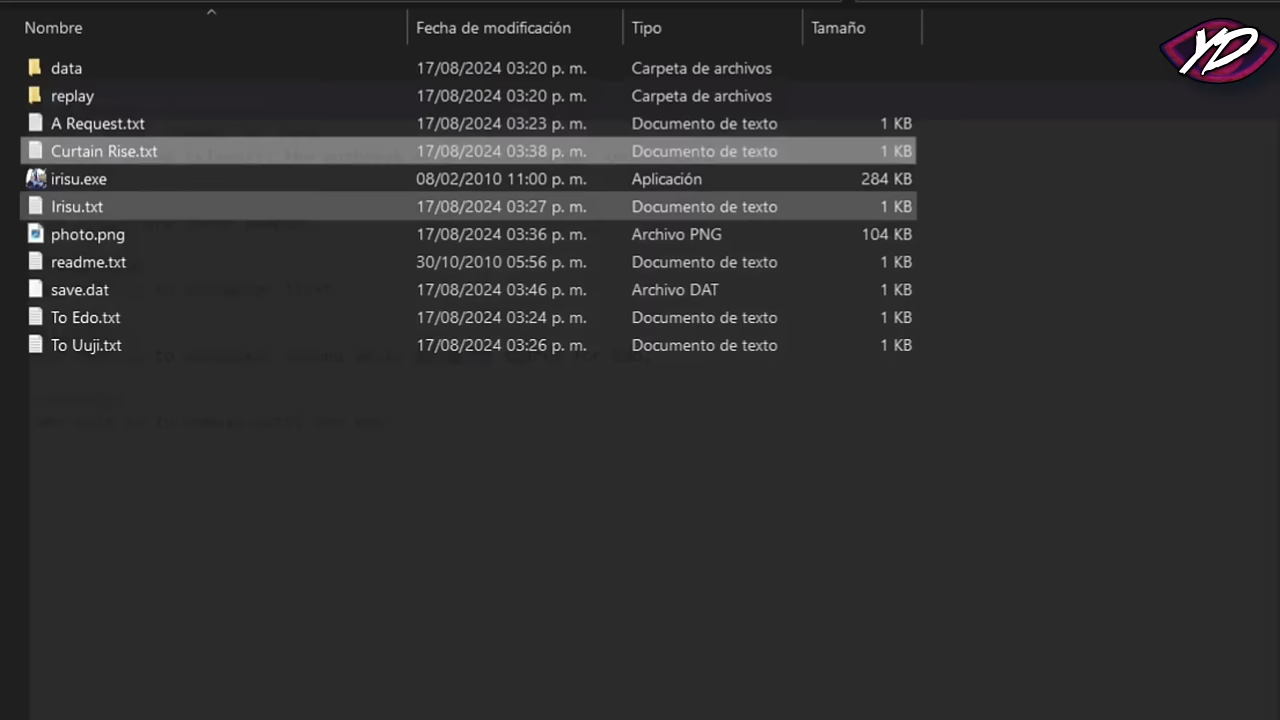 Nombre Fecha de modificación Tipo Tamaño
YD
data 17/08/2024 03:20 p. m. Carpeta de archivos
replay 17/08/2024 03:20 p. m. Carpeta de archivos
A Request.txt 17/08/2024 03:23 p. m. Documento de texto 1 KB
Curtain Rise.txt 17/08/2024 03:38 p. m. Documento de texto 1 KB
irisu.exe 08/02/2010 11:00 p. m. Aplicación 284 KB
Irisu.txt 17/08/2024 03:27 p. m. Documento de texto 1 KB
photo.png 17/08/2024 03:36 p. m. Archivo PNG 104 KB
readme.txt 30/10/2010 05:56 p. m. Documento de texto 1 KB
save.dat 17/08/2024 03:46 p. m. Archivo DAT 1 KB
To Edo.txt 17/08/2024 03:24 p. m. Documento de texto 1 KB
To Uuji.txt 17/08/2024 03:26 p. m. Documento de texto 1 KB